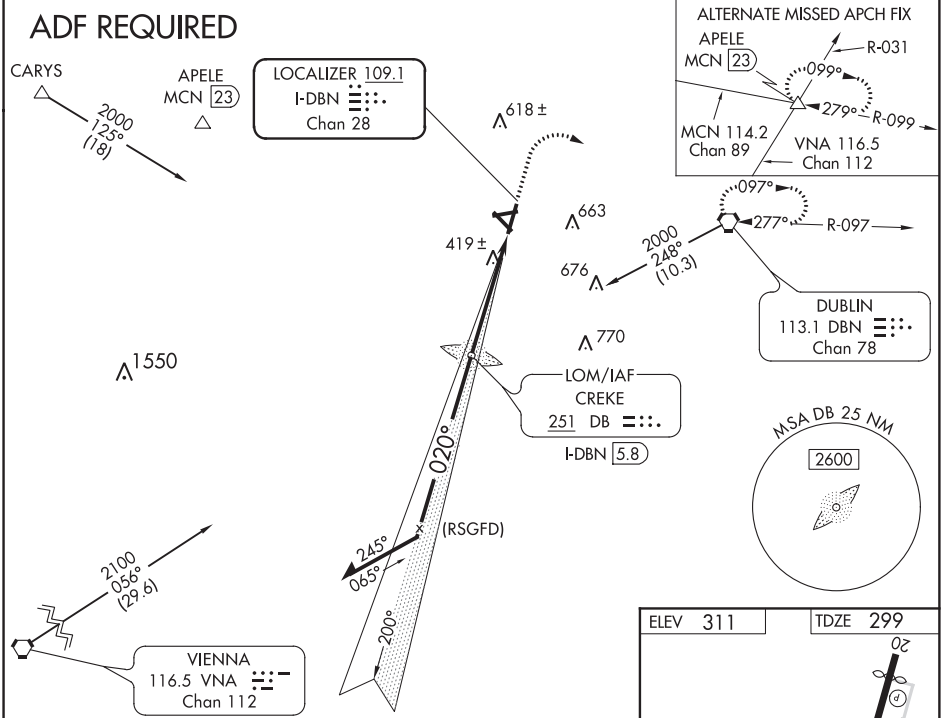 ADF REQUIRED
CARYS
2000
125°
(18)
APELE
MCN 23
LOCALIZER 109.1
I-DBN
Chan 28
618 ±
ALTERNATE MISSED APCH FIX
APELE
MCN 23
R-031
099°
279°
R-099
MCN 114.2
Chan 89
VNA 116.5
Chan 112
097°
277°
R-097
663
419 ±
676
2000
248°
(10.3)
DUBLIN
113.1 DBN
Chan 78
770
1550
LOM/IAF
CREKE
251 DB
I-DBN 5.8
MSA DB 25 NM
2600
020°
(RSGFD)
245°
065°
200°
2100
056°
(29.6)
VIENNA
116.5 VNA
Chan 112
ELEV 311
TDZE 299
20
P